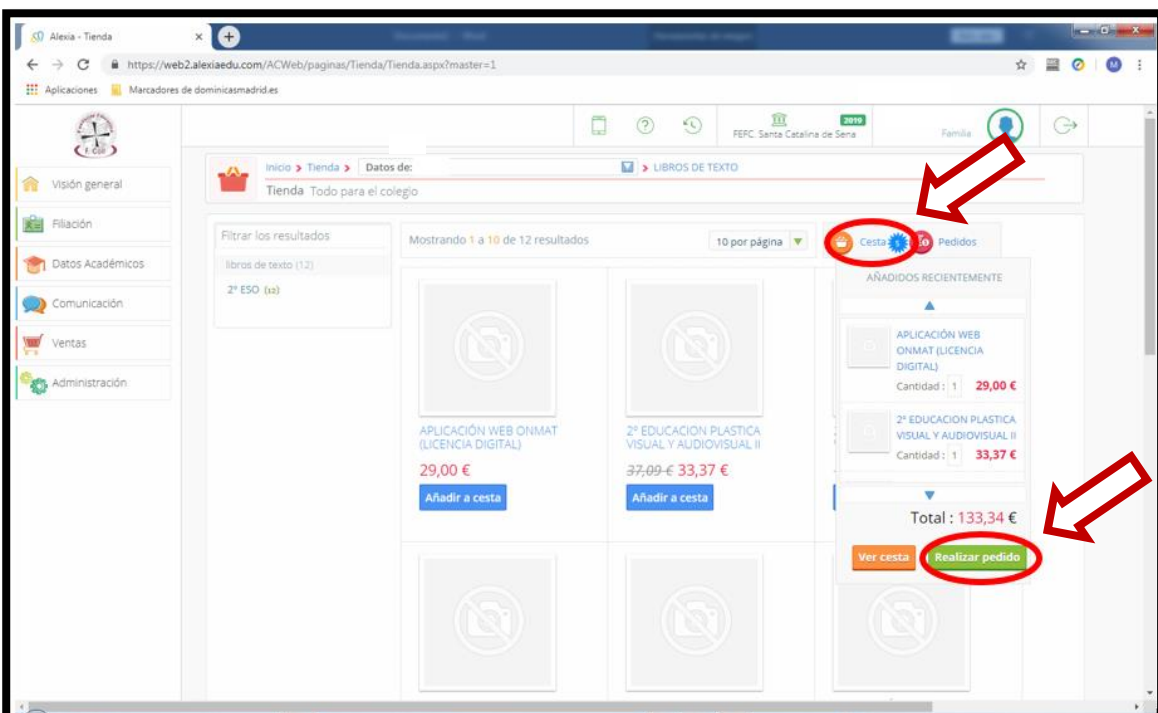 Alexia - Tienda
https://web2.alexiaedu.com/ACWeb/paginas/Tienda/Tienda.aspx?master=1
Aplicaciones Marcadores de dominicasmadrid.es
M
FEFC. Santa Catalina de Sena
2019
Familia
Inicio > Tienda > Datos de: > LIBROS DE TEXTO
Tienda Todo para el colegio
Visión general
Filiación
Datos Académicos
Comunicación
Ventas
Administración
Filtrar los resultados
libros de texto (12)
2º ESO (12)
Mostrando 1 a 10 de 12 resultados
10 por página
Cesta
Pedidos
AÑADIDOS RECIENTEMENTE
APLICACIÓN WEB
ONMAT (LICENCIA
DIGITAL)
Cantidad : 1 29,00 €
2º EDUCACION PLASTICA
VISUAL Y AUDIOVISUAL II
Cantidad : 1 33,37 €
Total : 133,34 €
Ver cesta Realizar pedido
APLICACIÓN WEB ONMAT
(LICENCIA DIGITAL)
29,00 €
Añadir a cesta
2º EDUCACION PLASTICA
VISUAL Y AUDIOVISUAL II
37,09 € 33,37 €
Añadir a cesta